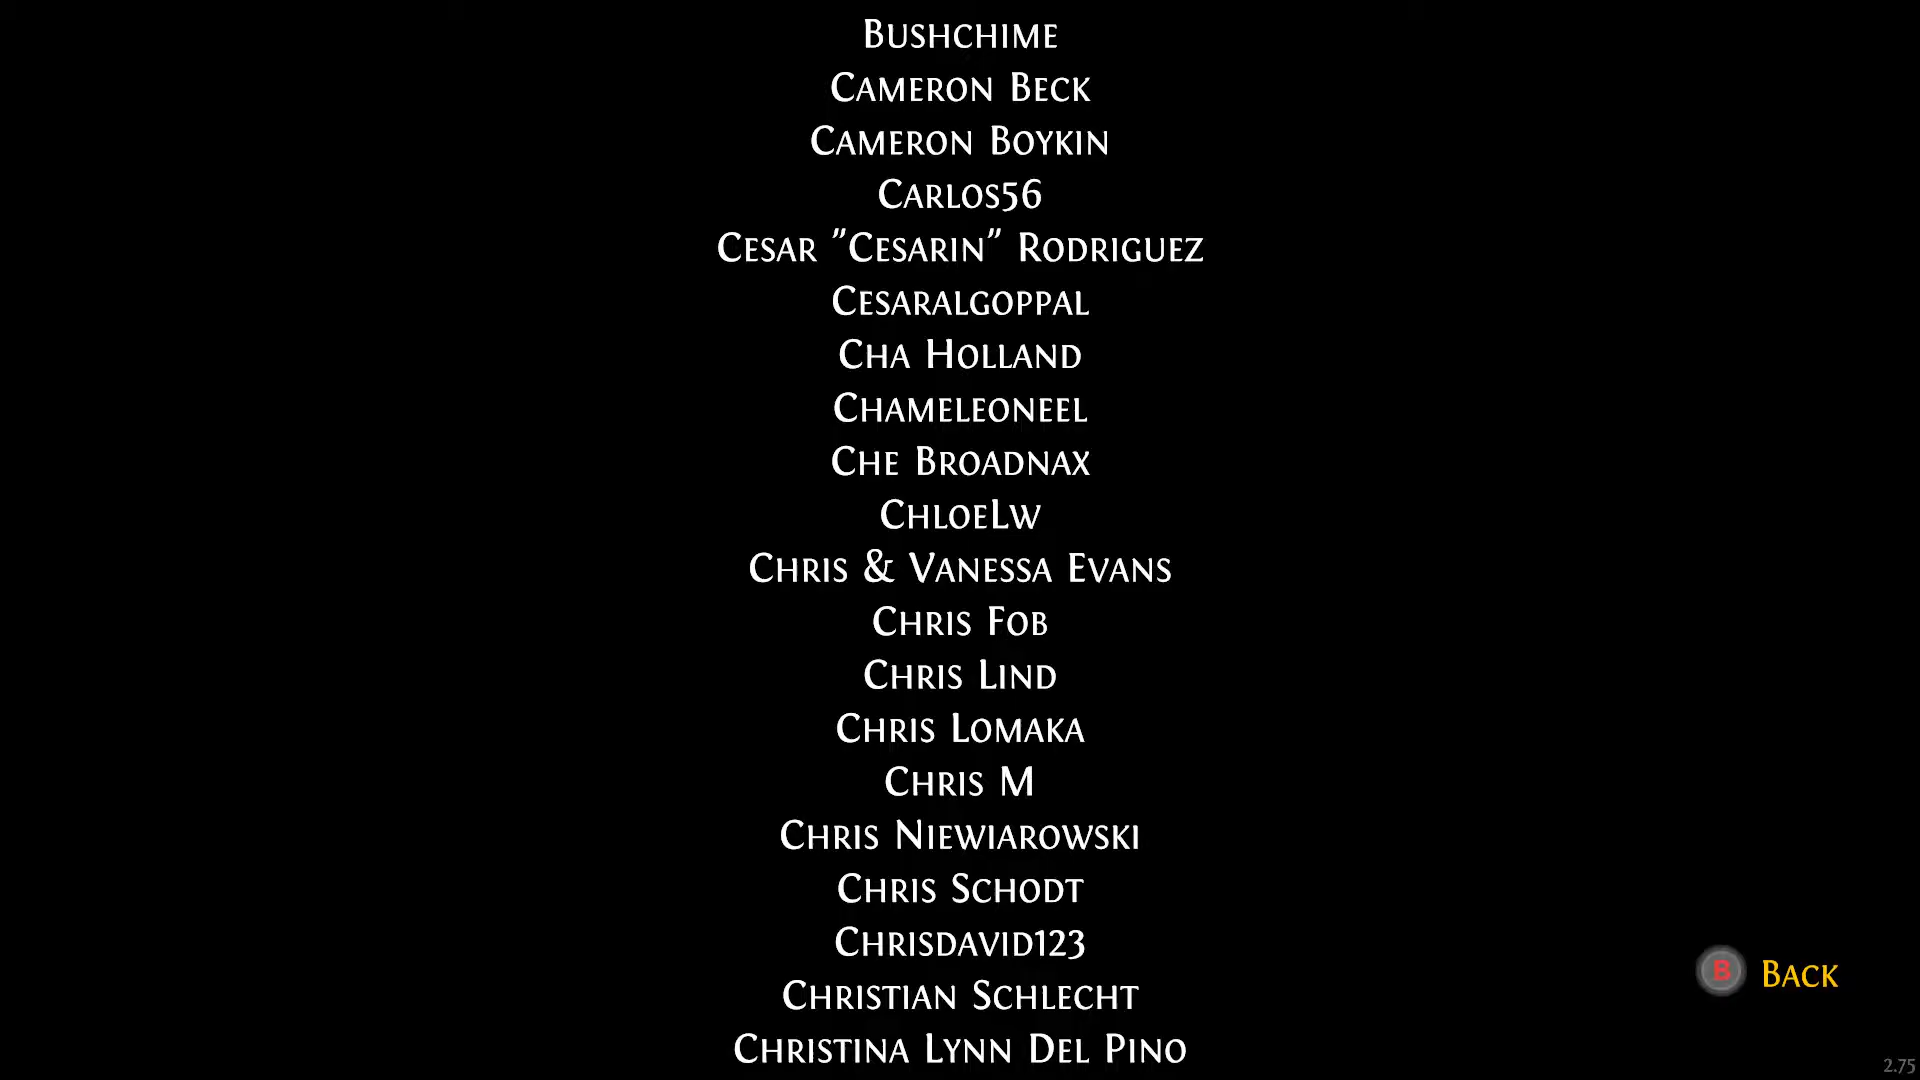 Bushchime
Cameron Beck
Cameron Boykin
Carlos56
Cesar "Cesarin" Rodriguez
Cesaralgoppal
Cha Holland
Chameleoneel
Che Broadnax
ChloeLw
Chris & Vanessa Evans
Chris Fob
Chris Lind
Chris Lomaka
Chris M
Chris Niewiarowski
Chris Schodt
Chrisdavid123
Christian Schlecht
Christina Lynn Del Pino
B Back
2.75